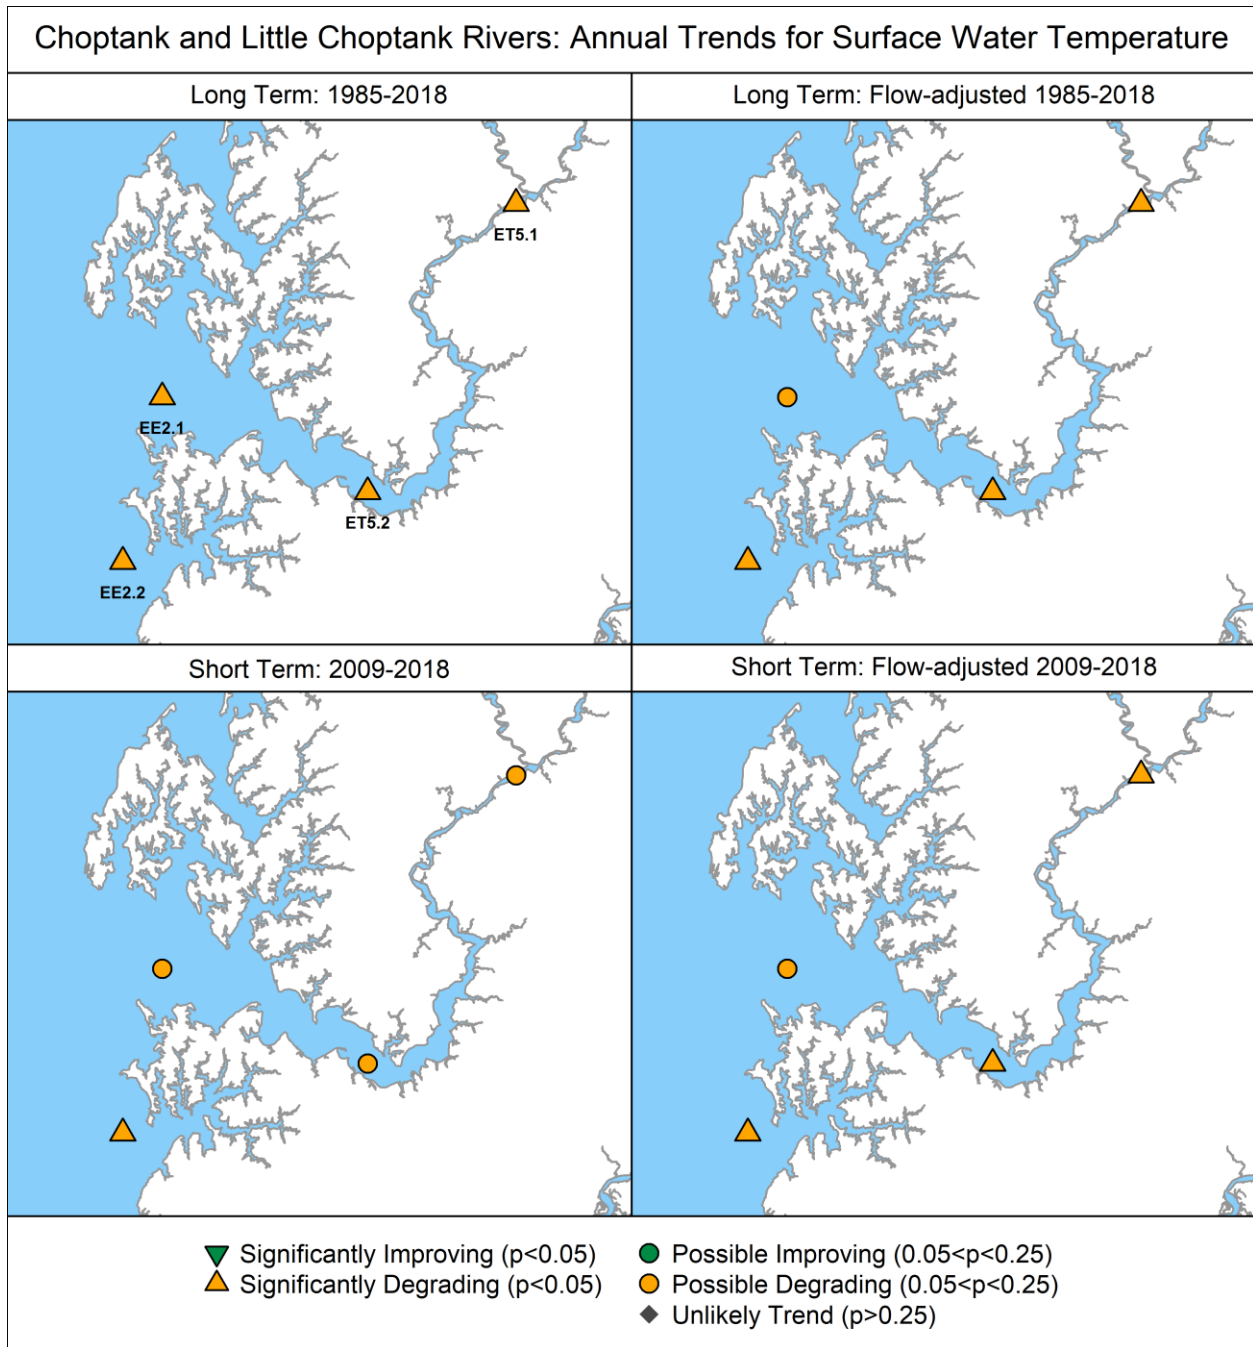 Choptank and Little Choptank Rivers: Annual Trends for Surface Water Temperature
Long Term: 1985-2018
Long Term: Flow-adjusted 1985-2018
ET5.1
EE2.1
ET5.2
EE2.2
Short Term: 2009-2018
Short Term: Flow-adjusted 2009-2018
Significantly Improving (p<0.05)
Significantly Degrading (p<0.05)
Possible Improving (0.05<p<0.25)
Possible Degrading (0.05<p<0.25)
Unlikely Trend (p>0.25)